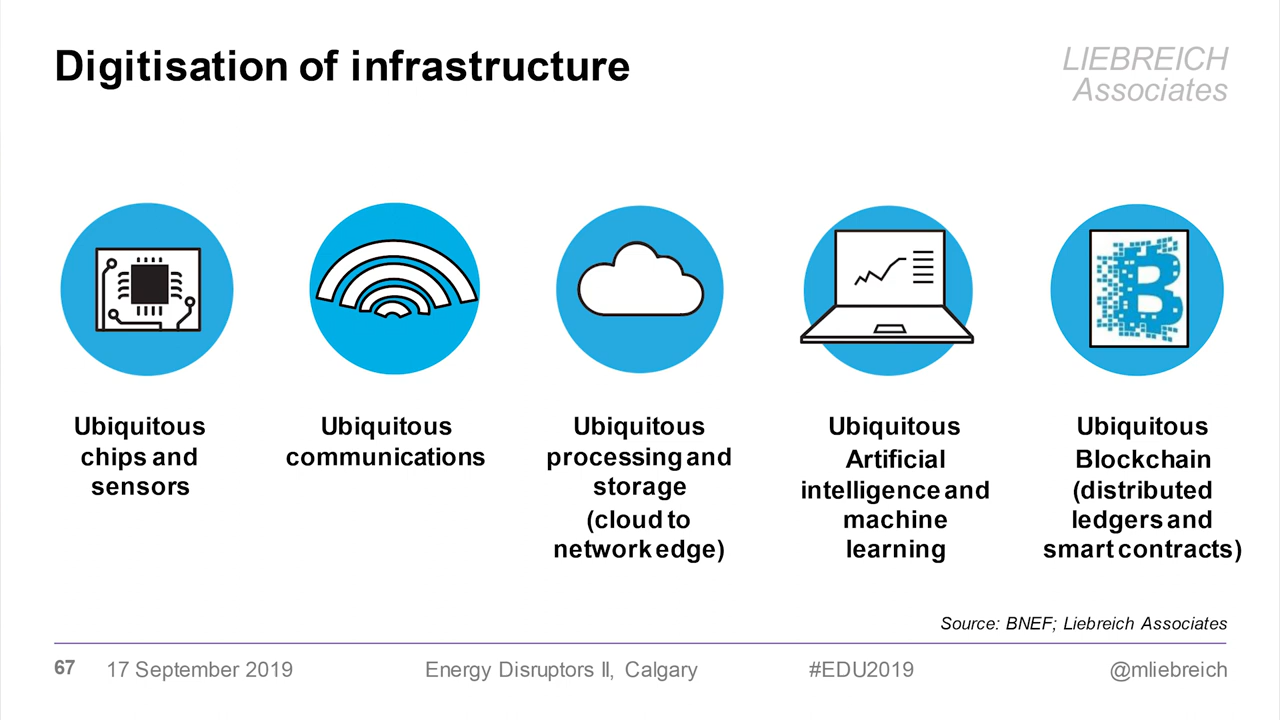 Digitisation of infrastructure
LIEBREICH
Associates
Ubiquitous
chips and
sensors
Ubiquitous
communications
Ubiquitous
processing and
storage
(cloud to
network edge)
Ubiquitous
Artificial
intelligence and
machine
learning
B
Ubiquitous
Blockchain
(distributed
ledgers and
smart contracts)
Source: BNEF; Liebreich Associates
67 17 September 2019 Energy Disruptors II, Calgary #EDU2019 @mliebreich